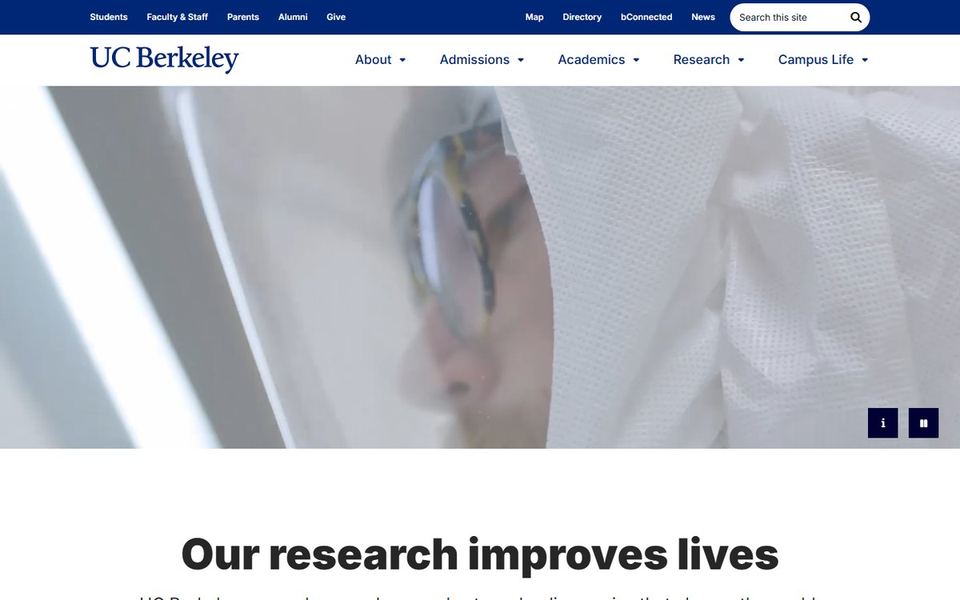 Students Faculty & Staff Parents Alumni Give Map Directory bConnected News Search this site
UC Berkeley About Admissions Academics Research Campus Life
Our research improves lives